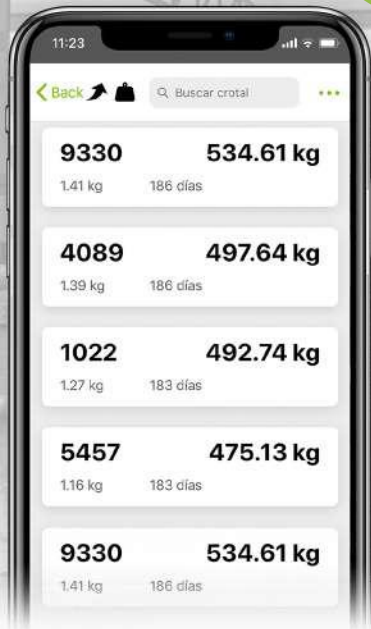 11:23
Back
Buscar crotal
9330 534.61 kg
1.41 kg 186 días
4089 497.64 kg
1.39 kg 186 días
1022 492.74 kg
1.27 kg 183 días
5457 475.13 kg
1.16 kg 183 días
9330 534.61 kg
1.41 kg 186 días